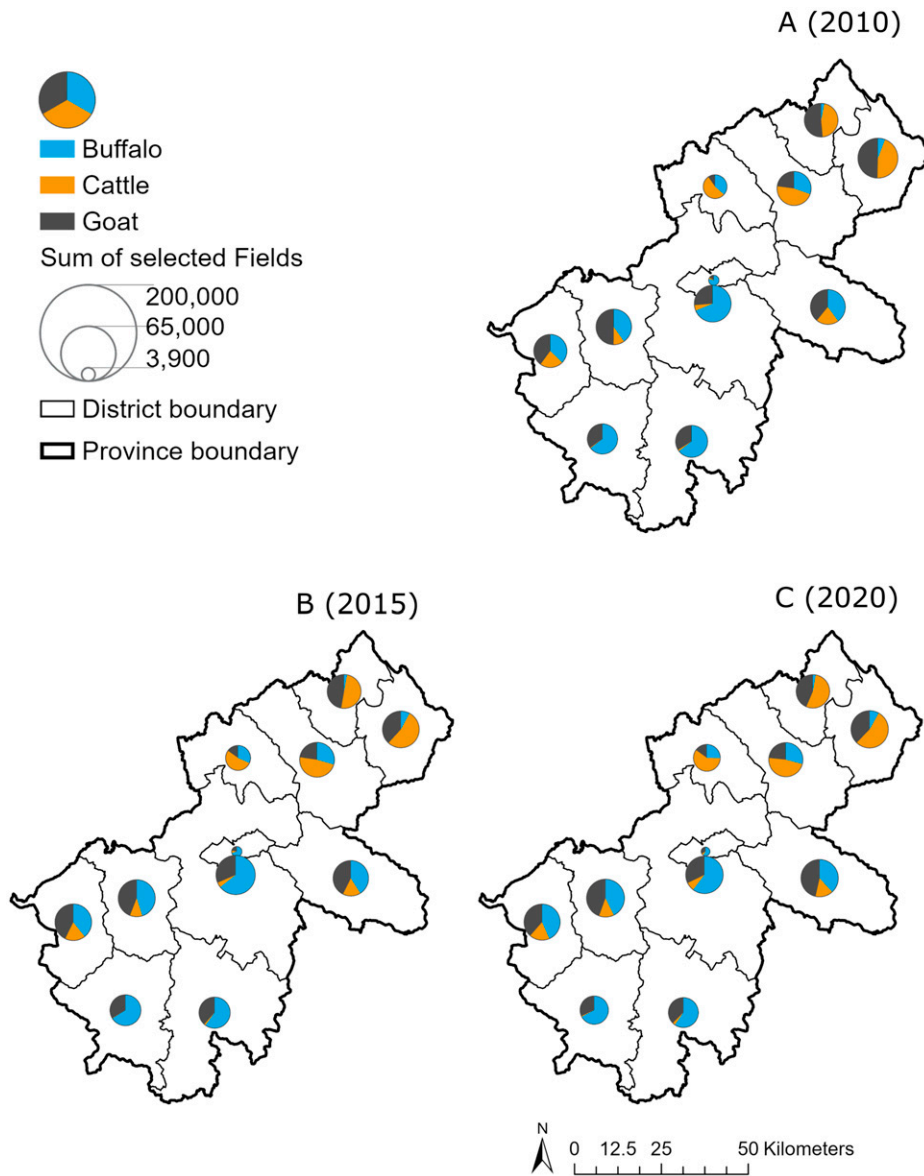 A (2010)
Buffalo
Cattle
Goat
Sum of selected Fields
200,000
65,000
3,900
District boundary
Province boundary
B (2015)
C (2020)
N
0 12.5 25 50 Kilometers